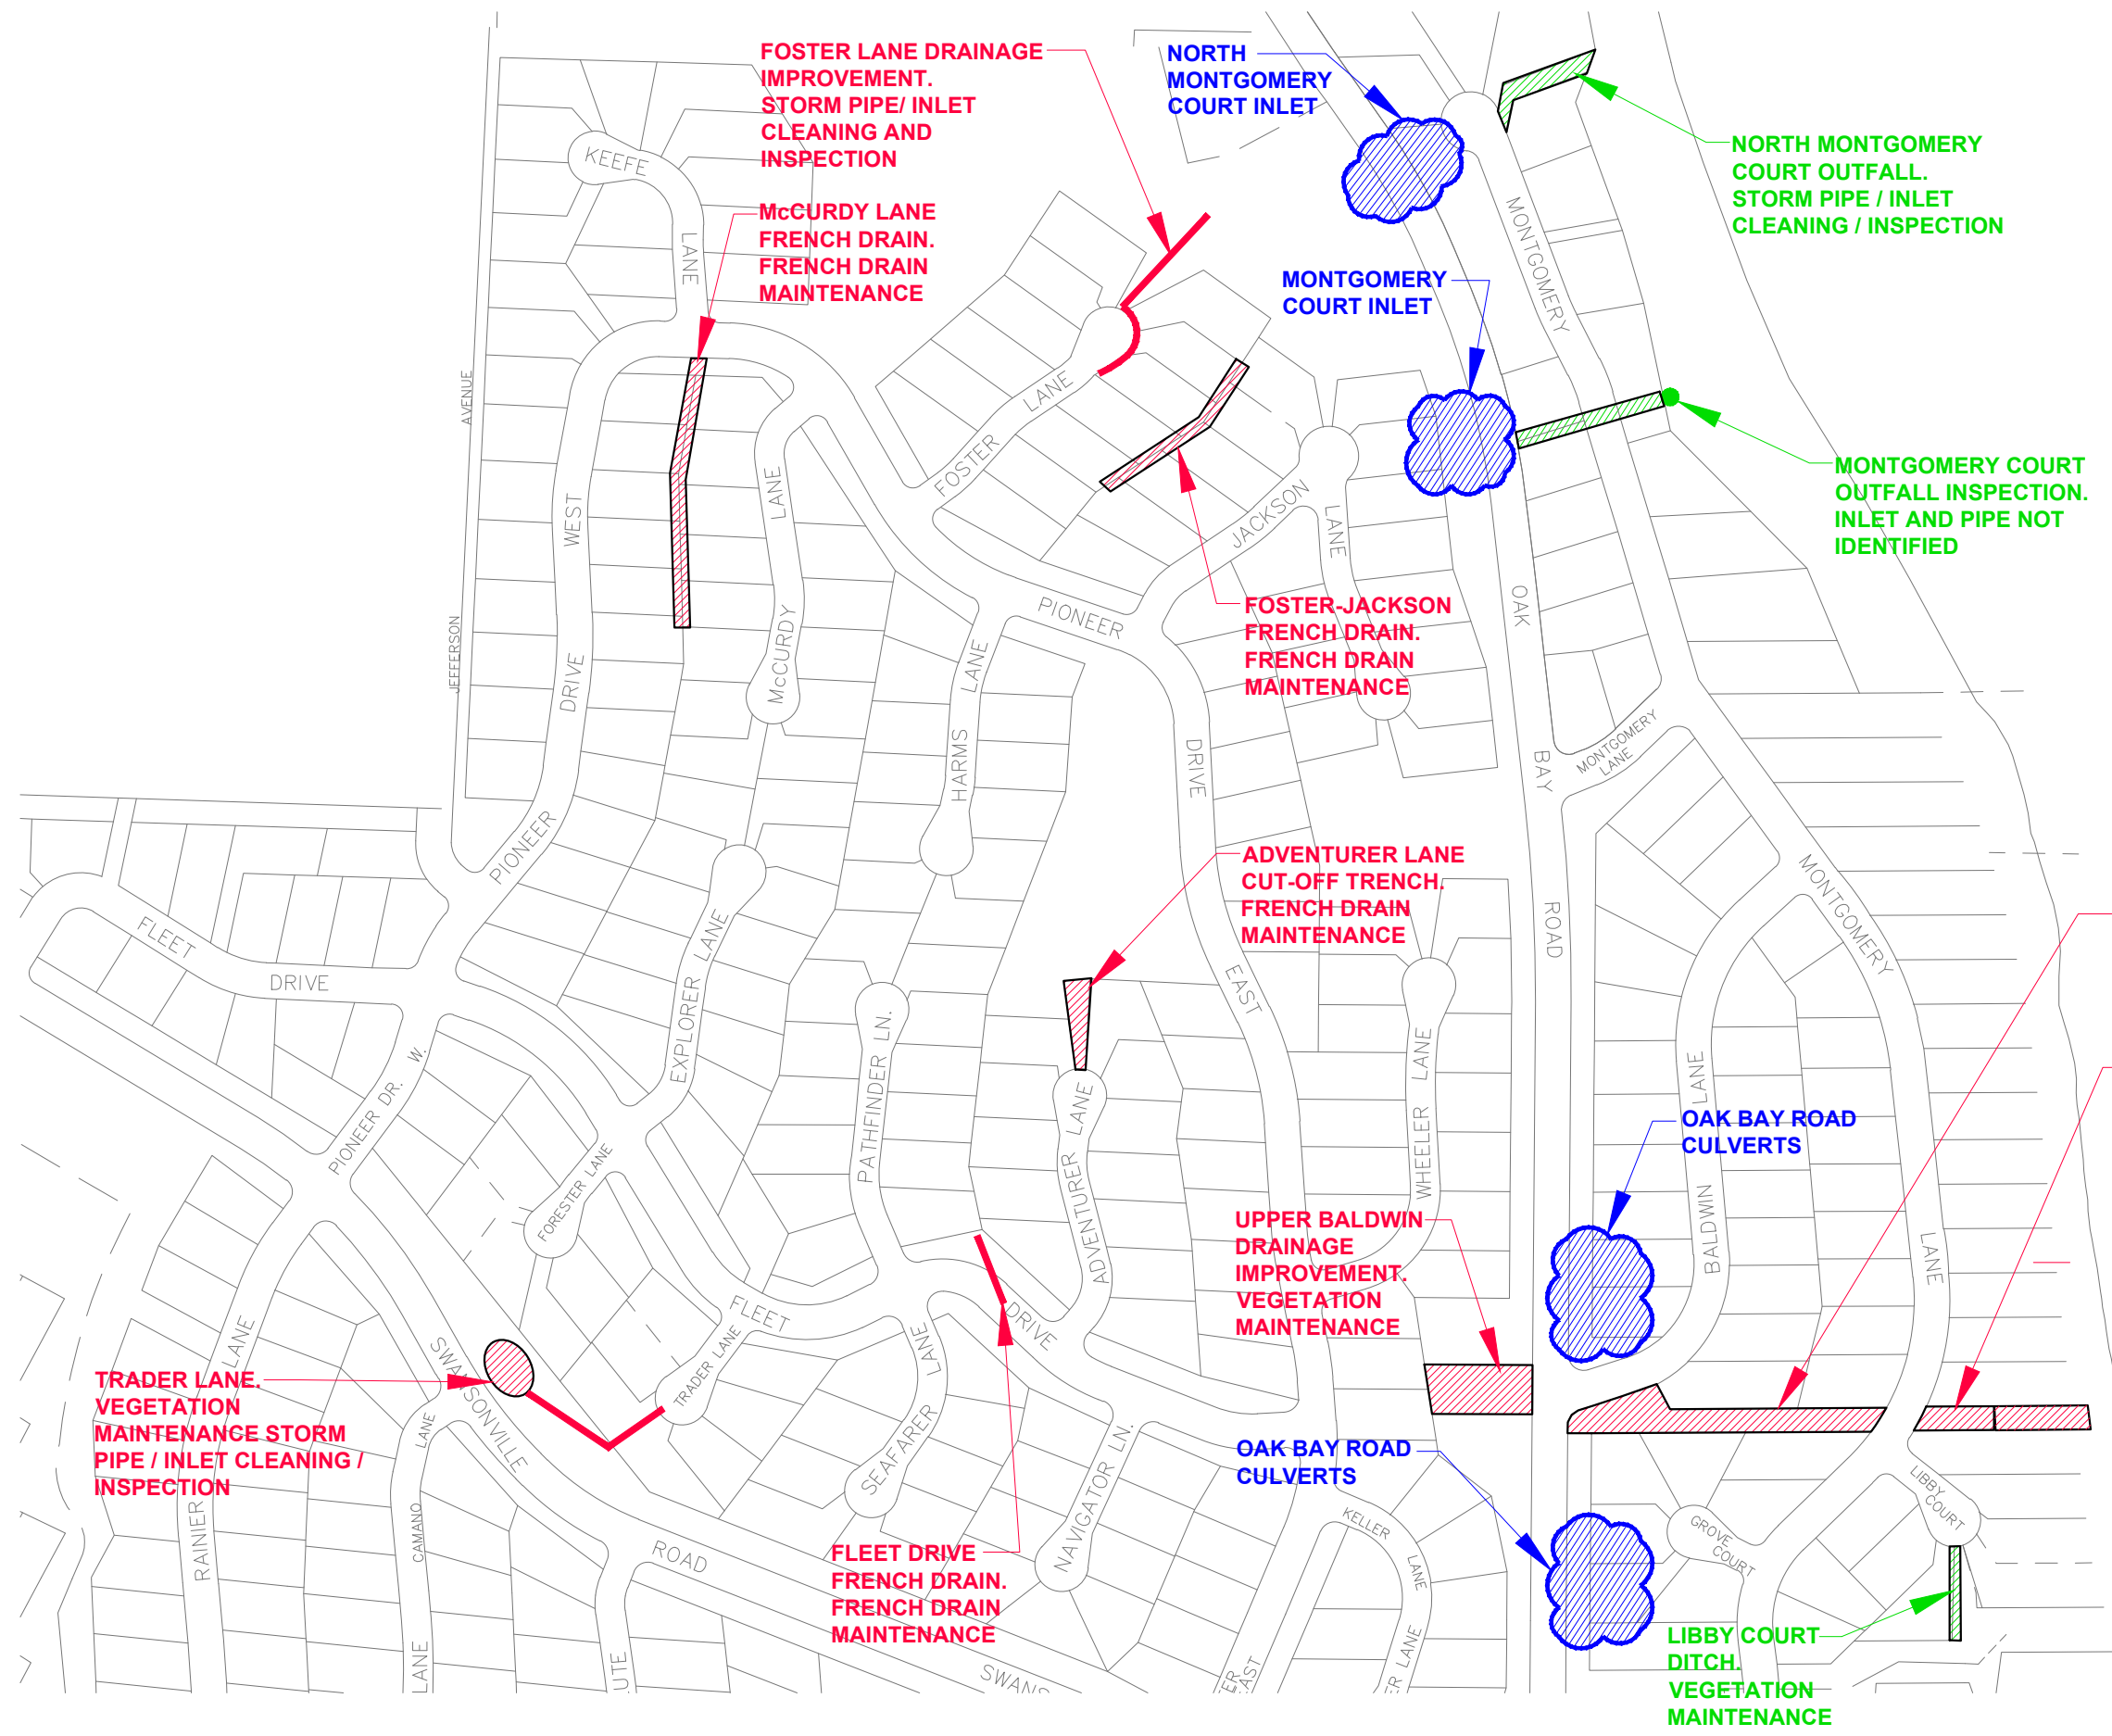 FOSTER LANE DRAINAGE
IMPROVEMENT.
STORM PIPE/ INLET
CLEANING AND
INSPECTION
NORTH
MONTGOMERY
COURT INLET
NORTH MONTGOMERY
COURT OUTFALL.
STORM PIPE / INLET
CLEANING / INSPECTION
McCURDY LANE
FRENCH DRAIN.
FRENCH DRAIN
MAINTENANCE
MONTGOMERY
COURT INLET
MONTGOMERY COURT
OUTFALL INSPECTION.
INLET AND PIPE NOT
IDENTIFIED
FOSTER-JACKSON
FRENCH DRAIN.
FRENCH DRAIN
MAINTENANCE
ADVENTURER LANE
CUT-OFF TRENCH.
FRENCH DRAIN
MAINTENANCE
OAK BAY ROAD
CULVERTS
UPPER BALDWIN
DRAINAGE
IMPROVEMENT.
VEGETATION
MAINTENANCE
TRADER LANE.
VEGETATION
MAINTENANCE STORM
PIPE / INLET CLEANING /
INSPECTION
OAK BAY ROAD
CULVERTS
FLEET DRIVE
FRENCH DRAIN.
FRENCH DRAIN
MAINTENANCE
LIBBY COURT
DITCH.
VEGETATION
MAINTENANCE
KEEFE
LANE
JEFFERSON
AVENUE
PIONEER
DRIVE
WEST
McCURDY
LANE
FOSTER
LANE
JACKSON
LANE
MONTGOMERY
HARMS
LANE
PIONEER
DRIVE
EAST
OAK
BAY
ROAD
MONTGOMERY
LANE
MONTGOMERY
LANE
FLEET
DRIVE
PIONEER DR. W.
EXPLORER LANE
PATHFINDER LN.
ADVENTURER LANE
WHEELER LANE
BALDWIN
LANE
FORESTER LANE
FLEET
DRIVE
TRADER LANE
SEAFARER
LANE
NAVIGATOR LN.
RAINIER
LANE
CAMANO
LANE
LANE
SWANSONVILLE
ROAD
SWANS
UTE
KELLER
LANE
ER LANE
ER
EAST
GROVE
COURT
LIBBY
COURT